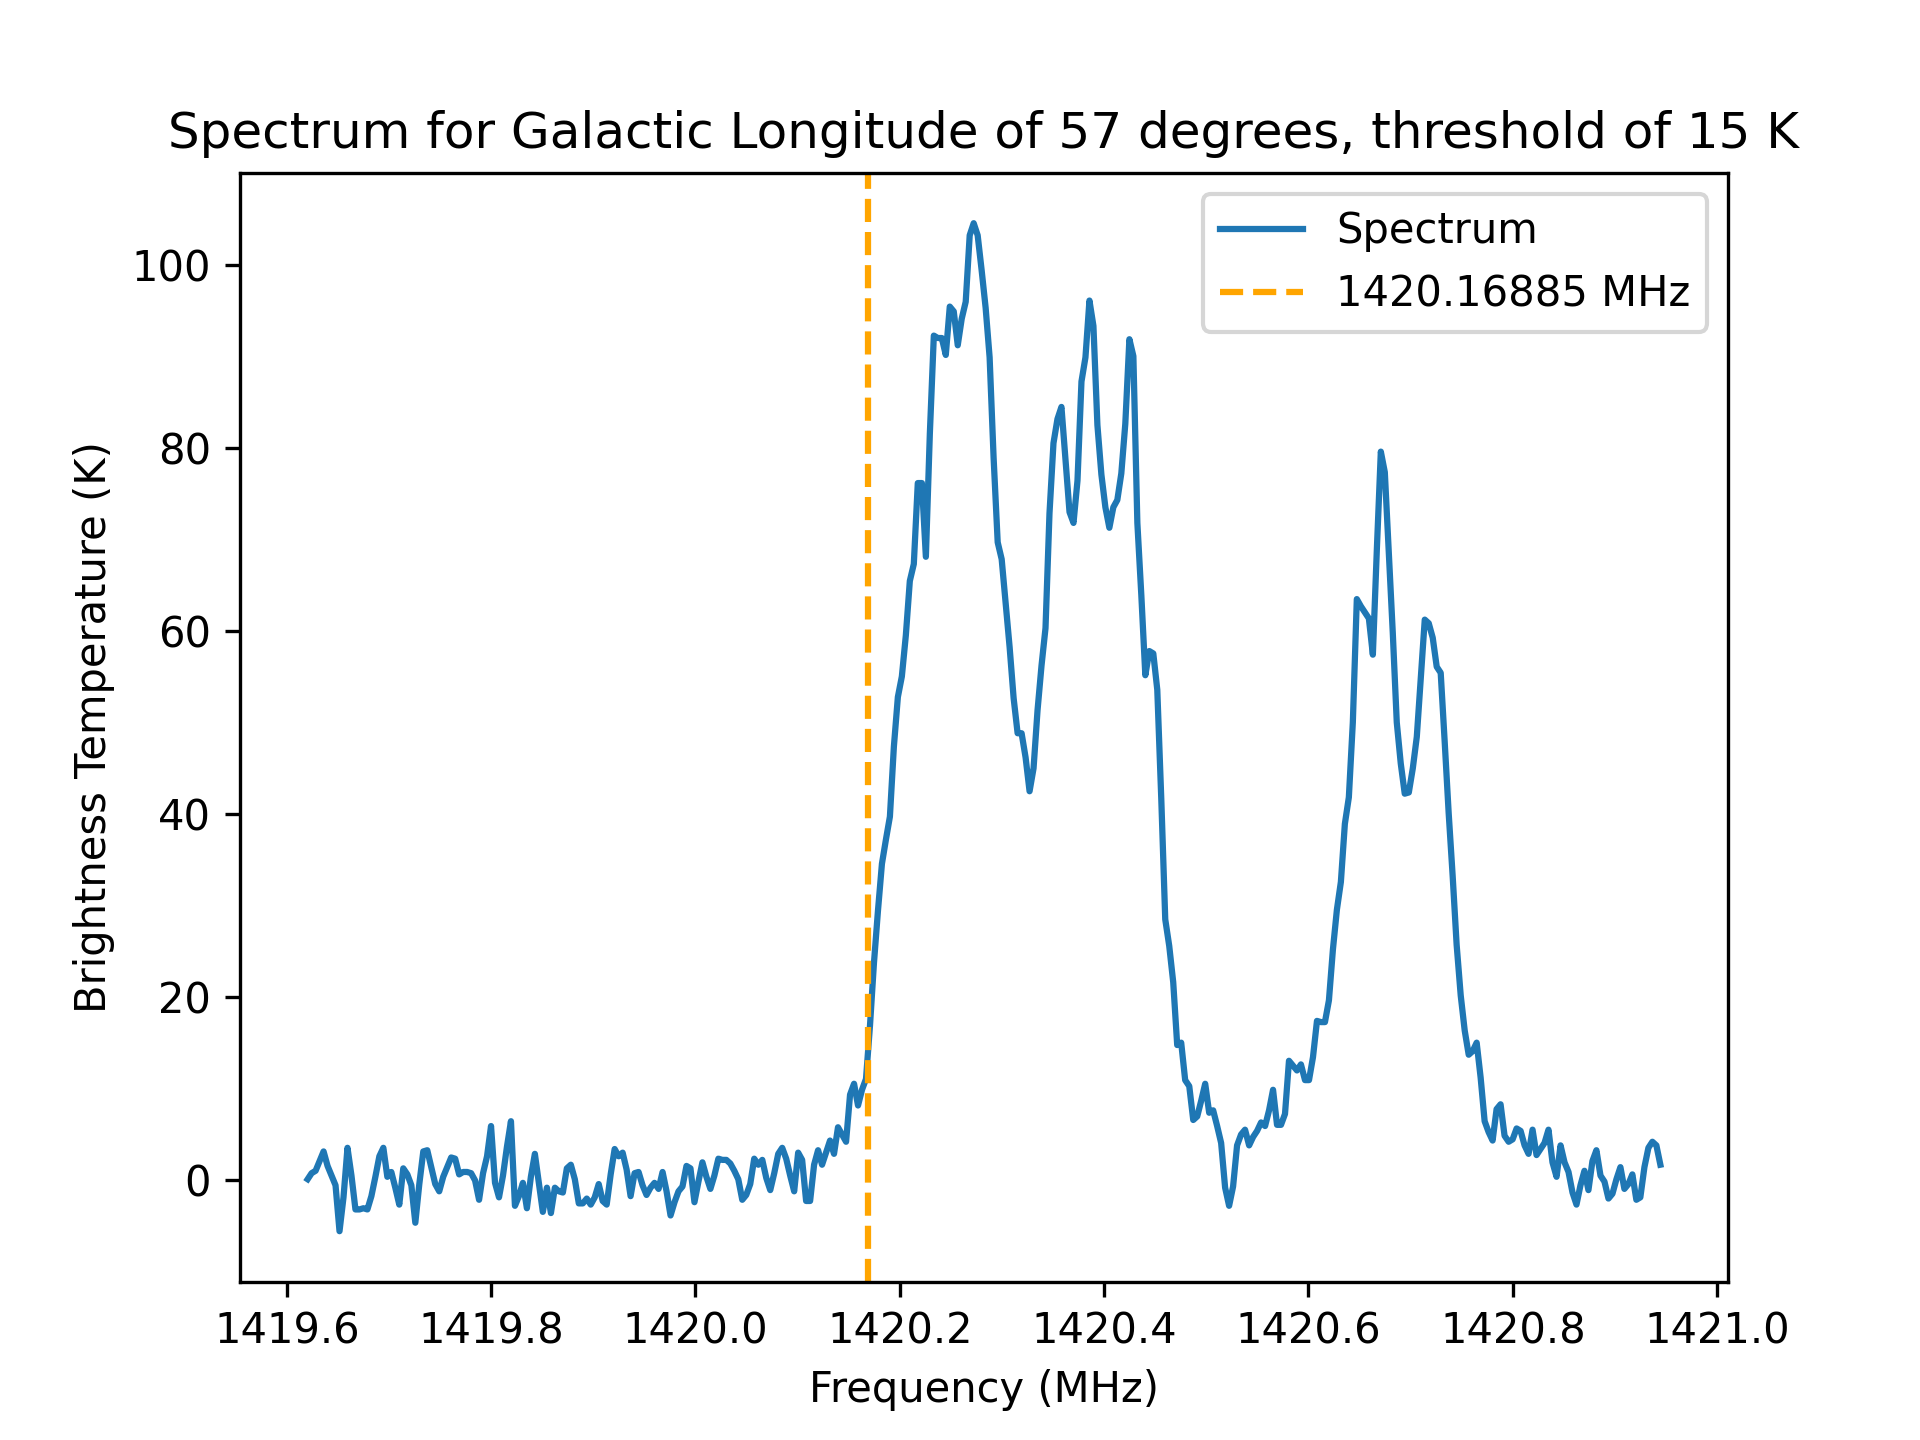 Spectrum for Galactic Longitude of 57 degrees, threshold of 15 K
Spectrum
1420.16885 MHz
Brightness Temperature (K)
100
80
60
40
20
0
1419.6 1419.8 1420.0 1420.2 1420.4 1420.6 1420.8 1421.0
Frequency (MHz)